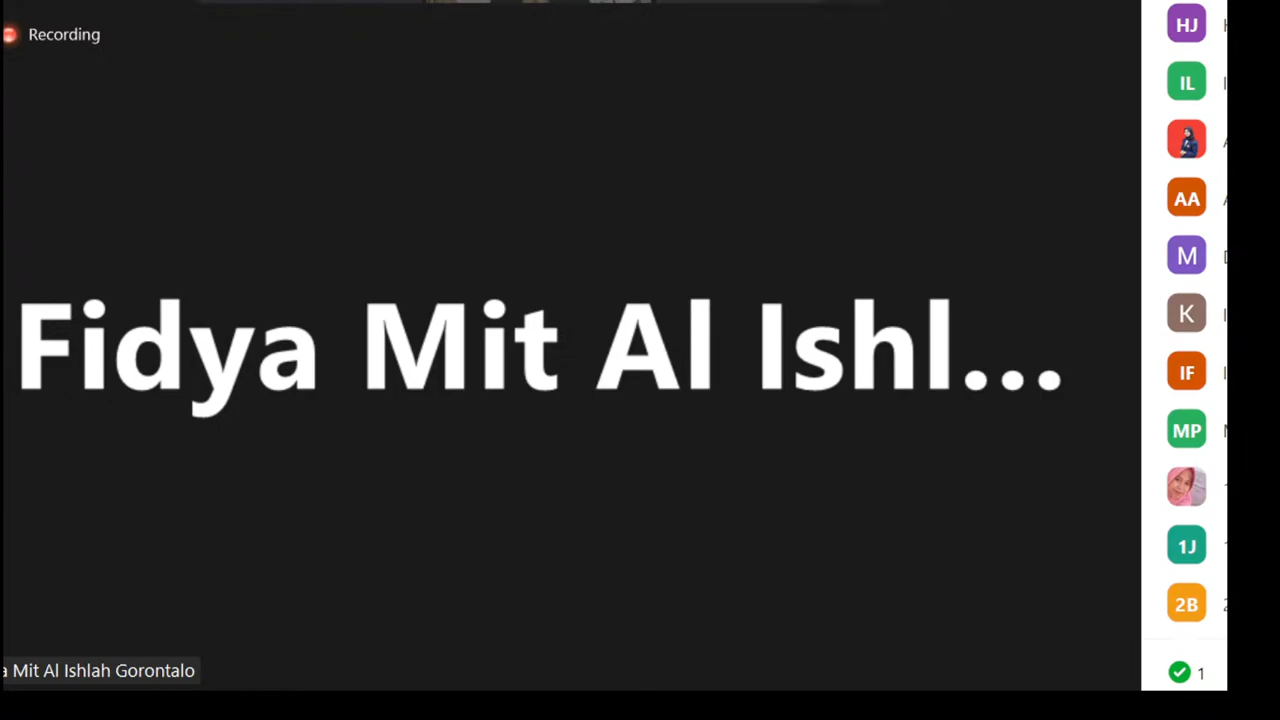 Recording
HJ
IL
AA
M
K
IF
MP
1J
2B
Fidya Mit Al Ishl...
a Mit Al Ishlah Gorontalo
1